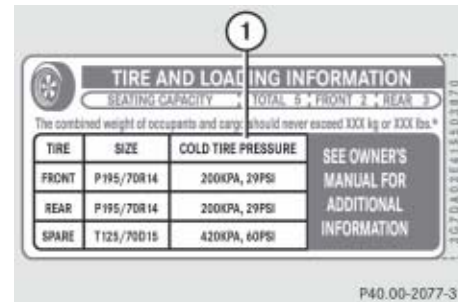 1
TIRE AND LOADING INFORMATION
SEATING CAPACITY TOTAL 5 FRONT 2 REAR 3
The combined weight of occupants and cargo should never exceed XXX kg or XXX lbs.*
TIRE SIZE COLD TIRE PRESSURE
FRONT P195/70R14 200KPA, 29PSI
REAR P195/70R14 200KPA, 29PSI
SPARE T125/70D15 420KPA, 60PSI
SEE OWNER'S
MANUAL FOR
ADDITIONAL
INFORMATION
P40.00-2077-3